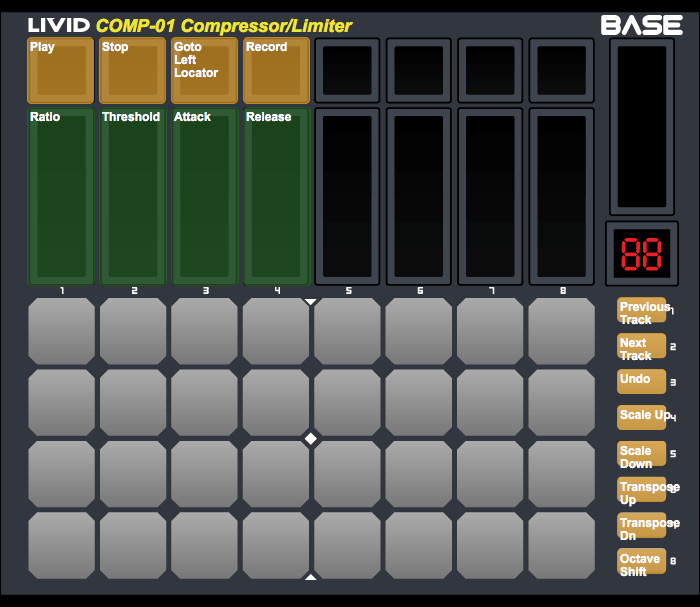 LIVID COMP-01 Compressor/Limiter BASE
Play Stop Goto Record
Left
Locator
Ratio Threshold Attack Release
88
1 2 3 4 5 6 7 8
Previous 1
Track
Next 2
Track
Undo 3
Scale Up 4
Scale 5
Down
Transpose 6
Up
Transpose 7
Dn
Octave 8
Shift